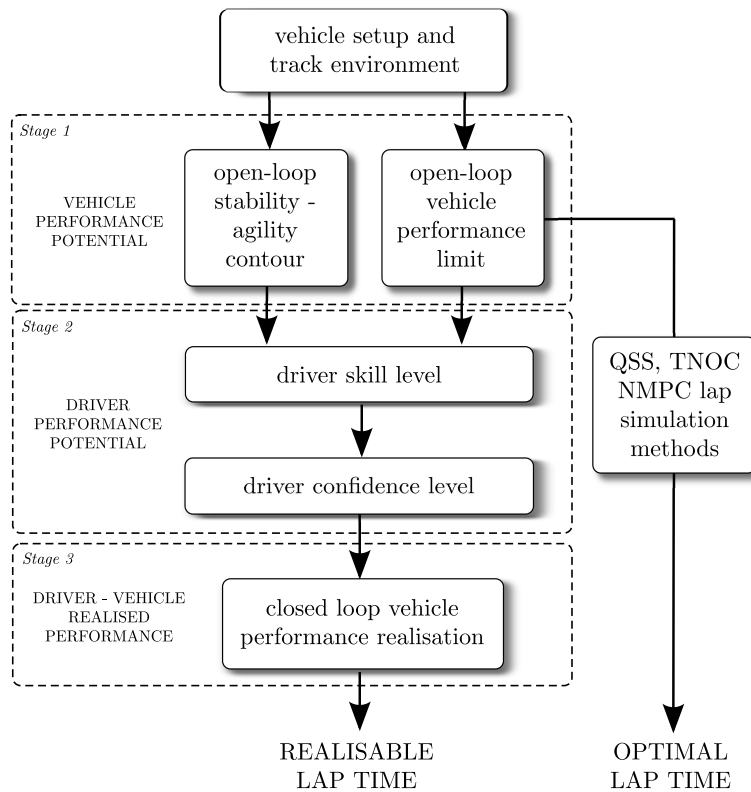 vehicle setup and
track environment
Stage 1
VEHICLE
PERFORMANCE
POTENTIAL
open-loop
stability -
agility
contour
open-loop
vehicle
performance
limit
Stage 2
DRIVER
PERFORMANCE
POTENTIAL
driver skill level
driver confidence level
QSS, TNOC
NMPC lap
simulation
methods
Stage 3
DRIVER - VEHICLE
REALISED
PERFORMANCE
closed loop vehicle
performance realisation
REALISABLE
LAP TIME
OPTIMAL
LAP TIME